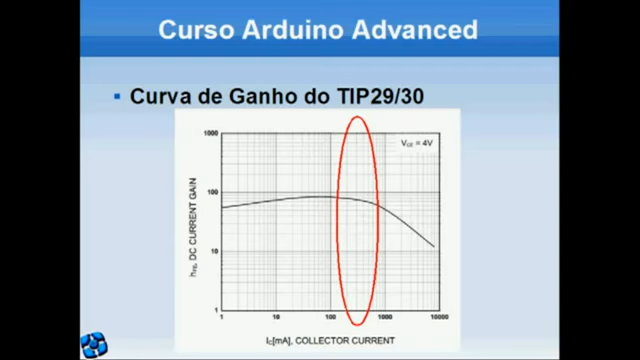 Curso Arduino Advanced
Curva de Ganho do TIP29/30
1000
VCE = 4V
100
10
1
hFE, DC CURRENT GAIN
1 10 100 1000 10000
IC[mA], COLLECTOR CURRENT